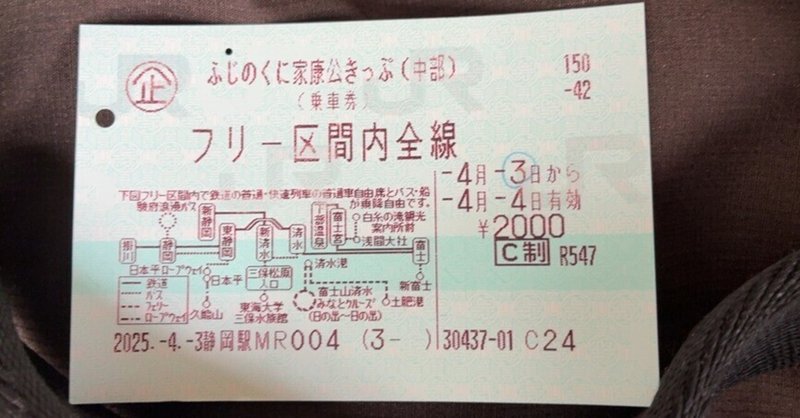 企
ふじのくに家康公きっぷ(中部)
150
-42
(乗車券)
フリー区間内全線
-4月-3日から
-4月-4日有効
¥2000
C制 R547
下図フリー区間内で鉄道の普通・快速列車の普通車自由席とバス・船
が乗降自由です。
駿府浪漫バス
新静岡
静岡
東静岡
新清水
清水
下部温泉
富士宮
白糸の滝観光
案内所前
浅間大社
掛川
富士
日本平ロープウェイ
日本平
三保松原
入口
清水港
新富士
鉄道
バス
フェリー
ロープウェイ
久能山
東海大学
三保水族館
富士山清水
みなとクルーズ
(日の出〜日の出)
土肥港
2025.-4.-3静岡駅MR004 (3- )
30437-01 C24